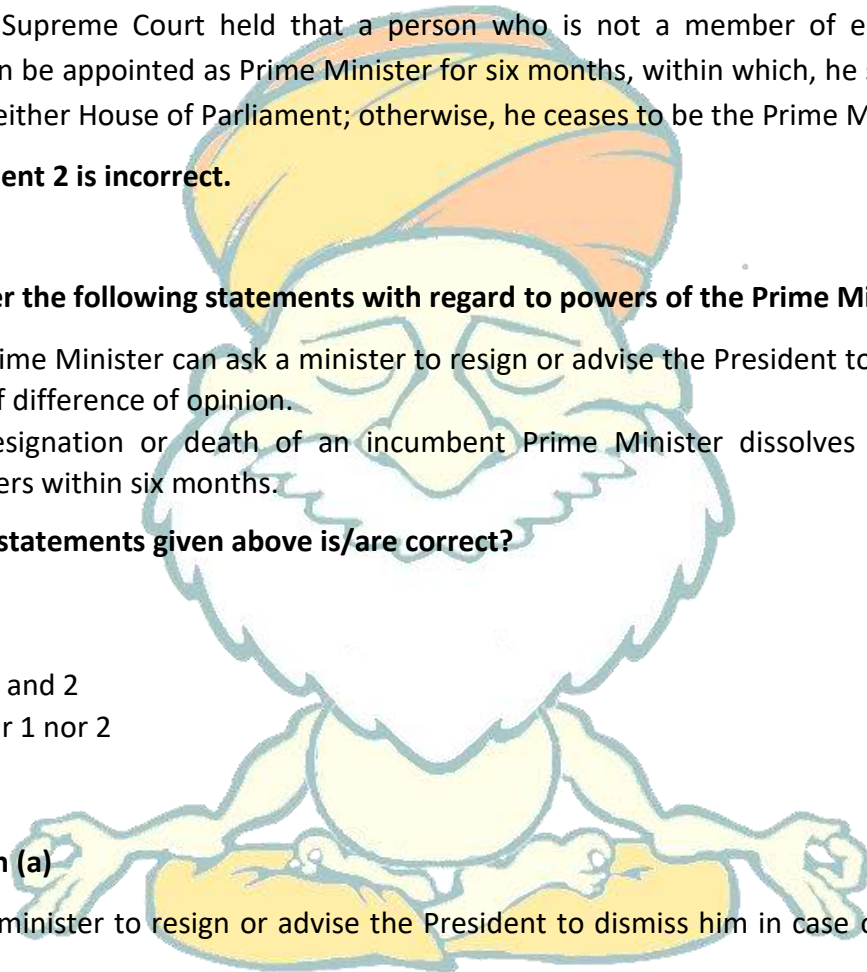 Supreme Court held that a person who is not a member of e
n be appointed as Prime Minister for six months, within which, he s
either House of Parliament; otherwise, he ceases to be the Prime M
ent 2 is incorrect.
er the following statements with regard to powers of the Prime Mi
ime Minister can ask a minister to resign or advise the President to
f difference of opinion.
esignation or death of an incumbent Prime Minister dissolves
ers within six months.
statements given above is/are correct?
and 2
r 1 nor 2
n (a)
minister to resign or advise the President to dismiss him in case o